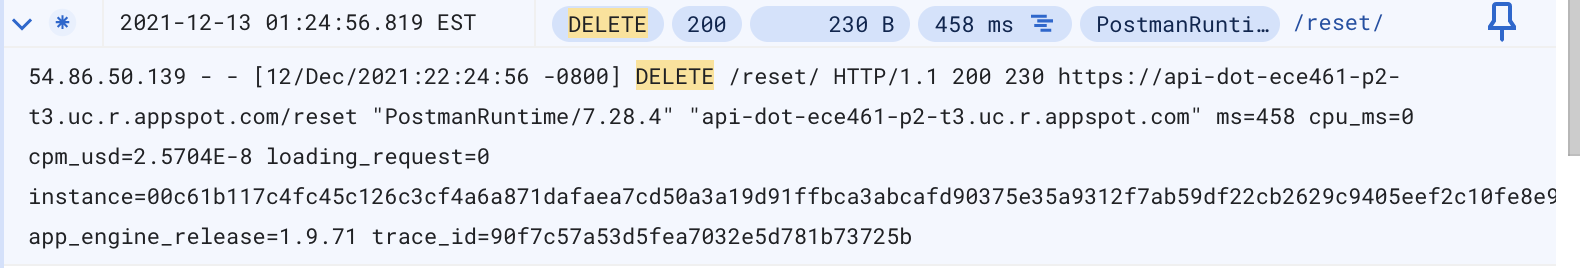 2021-12-13 01:24:56.819 EST DELETE 200 230 B 458 ms PostmanRunti… /reset/
54.86.50.139 - - [12/Dec/2021:22:24:56 -0800] DELETE /reset/ HTTP/1.1 200 230 https://api-dot-ece461-p2-
t3.uc.r.appspot.com/reset "PostmanRuntime/7.28.4" "api-dot-ece461-p2-t3.uc.r.appspot.com" ms=458 cpu_ms=0
cpm_usd=2.5704E-8 loading_request=0
instance=00c61b117c4fc45c126c3cf4a6a871dafaea7cd50a3a19d91ffbca3abcafd90375e35a9312f7ab59df22cb2629c9405eef2c10fe8e9
app_engine_release=1.9.71 trace_id=90f7c57a53d5fea7032e5d781b73725b